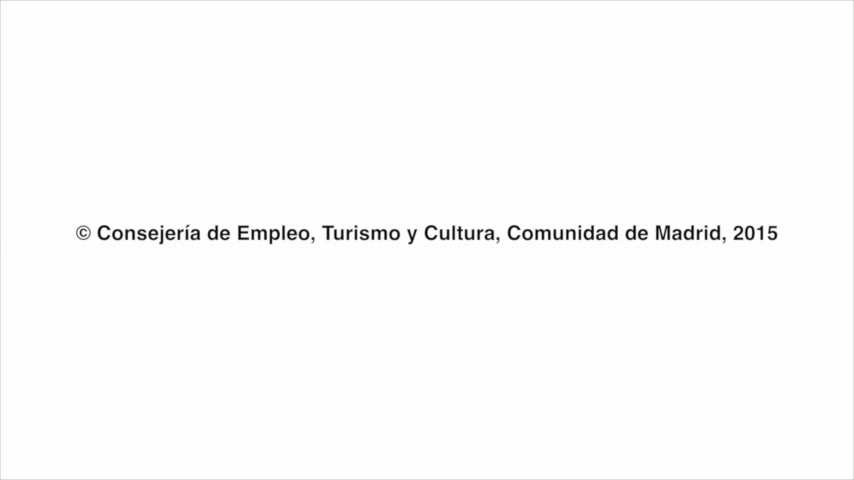 © Consejería de Empleo, Turismo y Cultura, Comunidad de Madrid, 2015